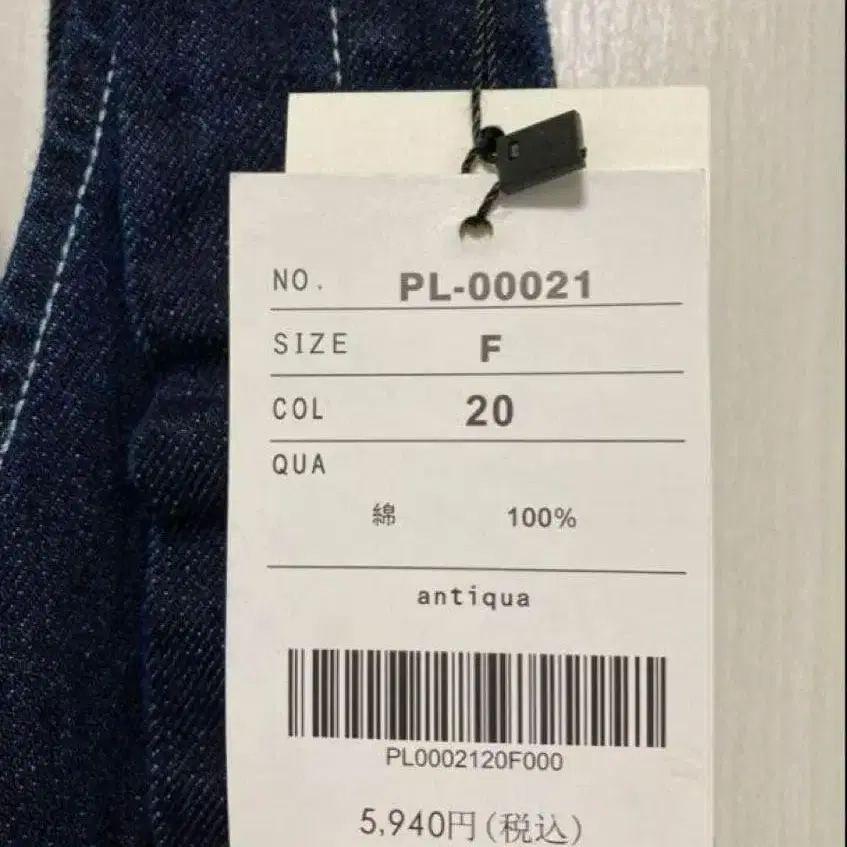 NO. PL-00021
SIZE F
COL 20
QUA
綿 100%
antiqua
PL0002120F000
5,940円(税込)